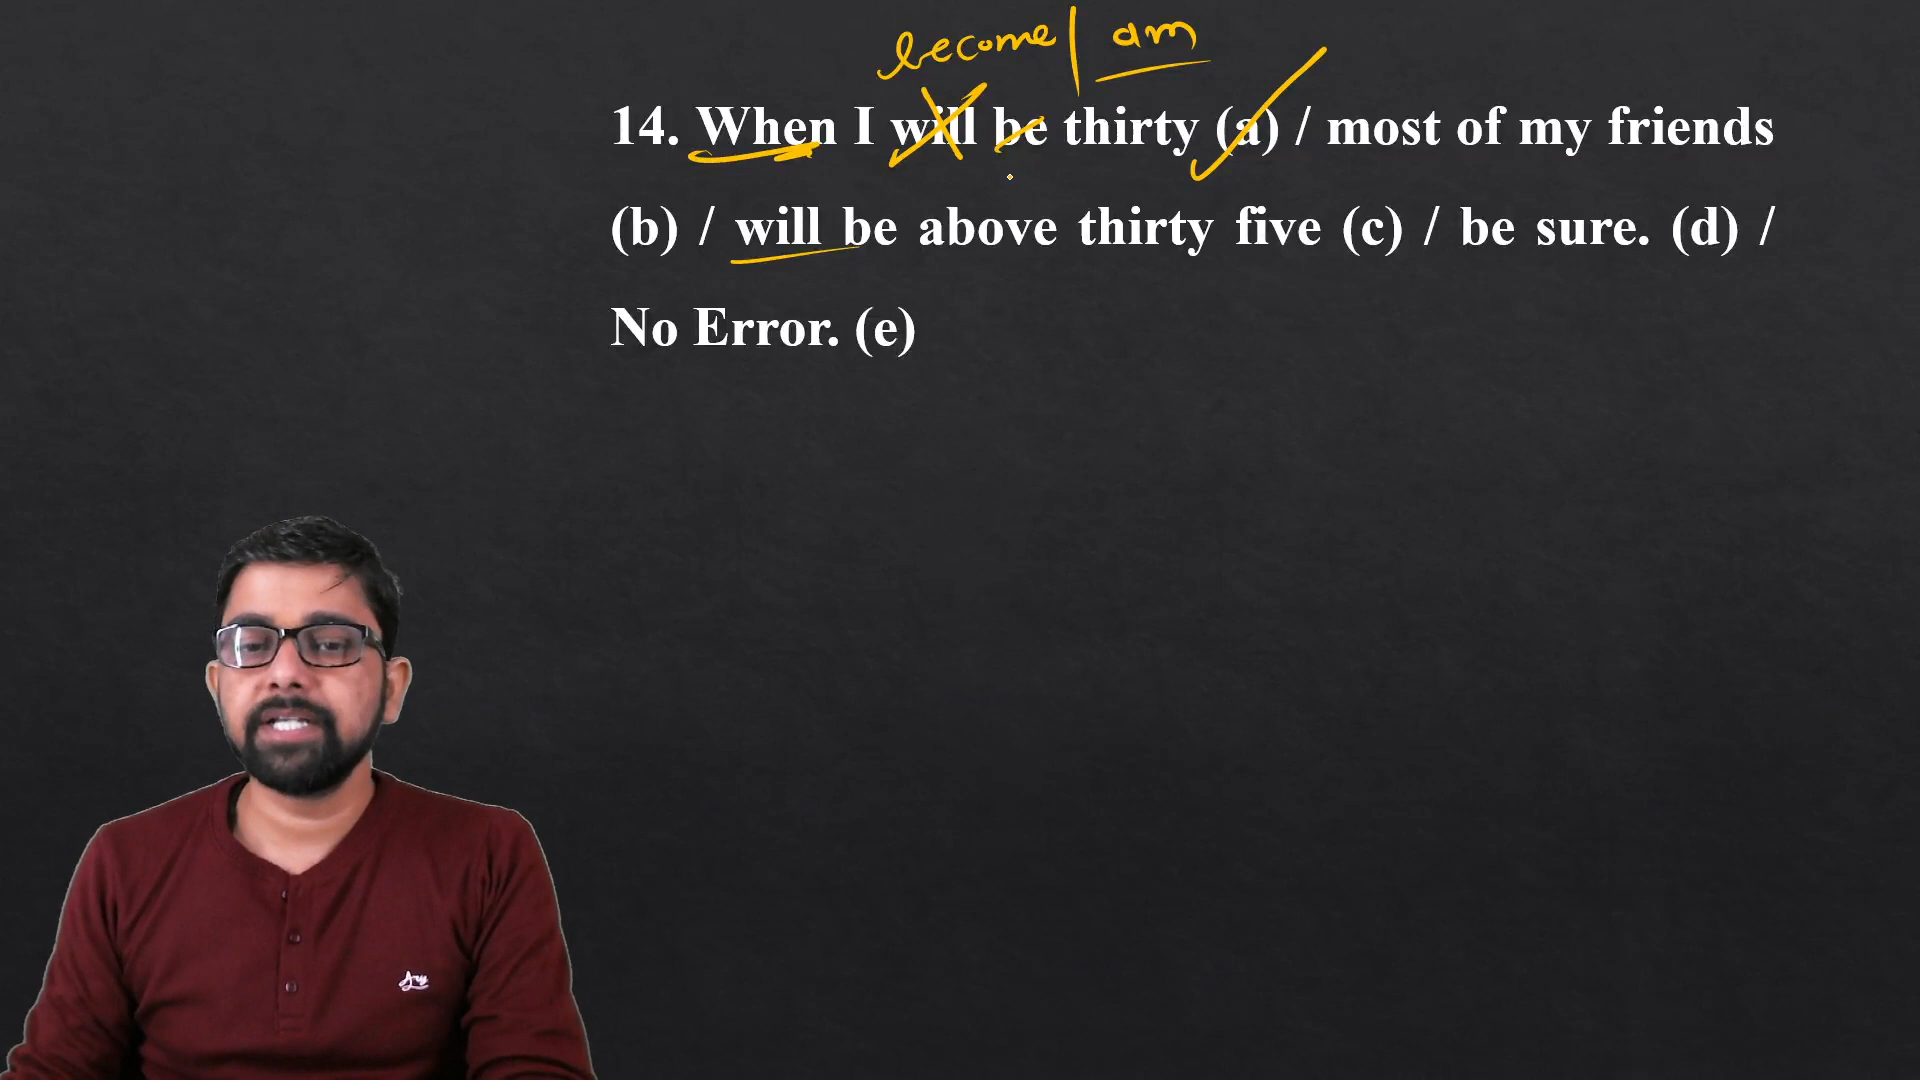 become | am
14. When I will be thirty (a) / most of my friends
(b) / will be above thirty five (c) / be sure. (d) /
No Error. (e)